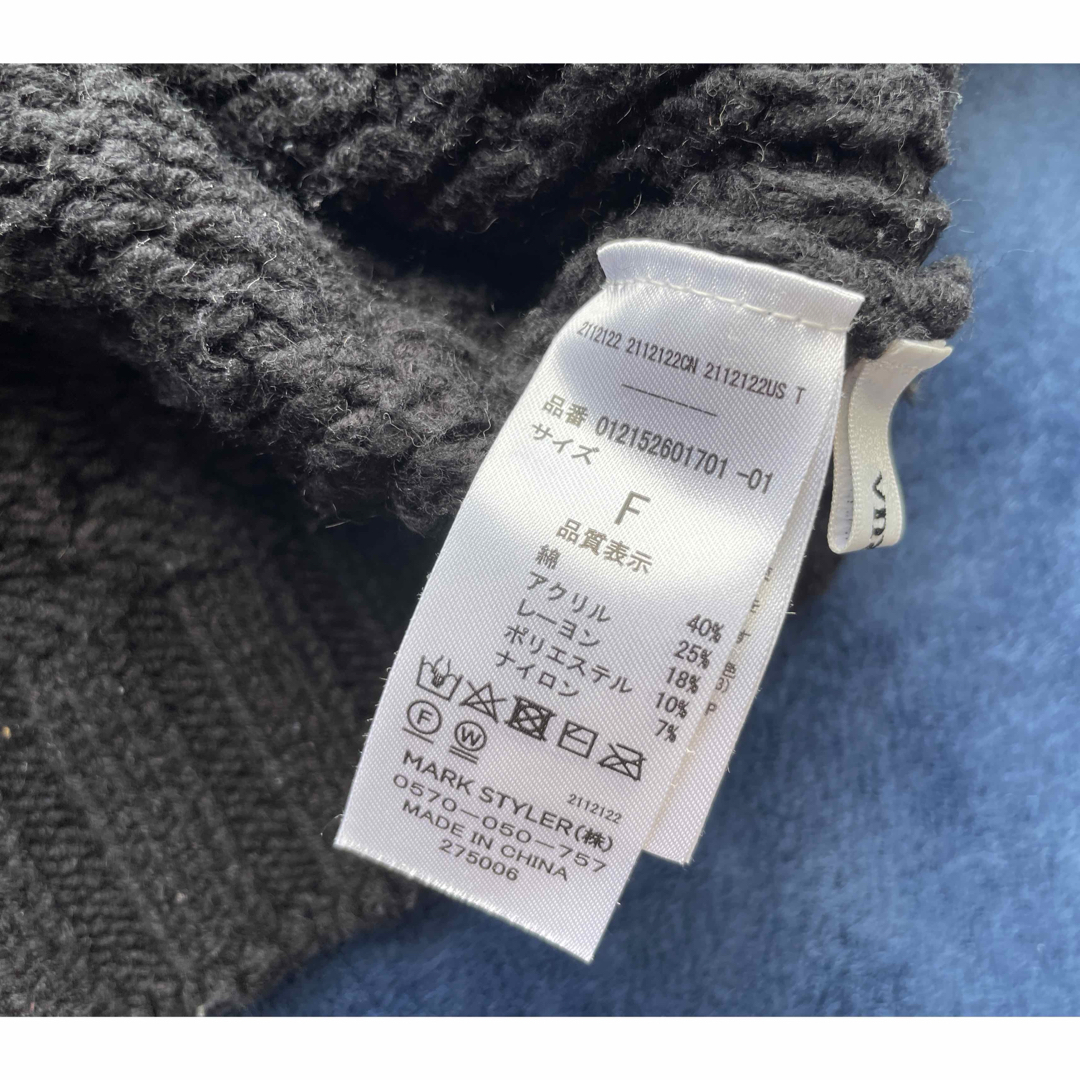 2112122 2112122CN 2112122US T
品番 012152601701 -01
サイズ
F
品質表示
綿 40%
アクリル 25%
レーヨン 18%
ポリエステル 10%
ナイロン 7%
F W
2112122
MARK STYLER(株)
0570-050-757
MADE IN CHINA
275006